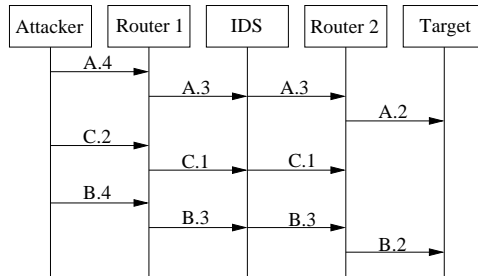 Attacker Router 1 IDS Router 2 Target
A.4
A.3 A.3
A.2
C.2
C.1 C.1
B.4
B.3 B.3
B.2